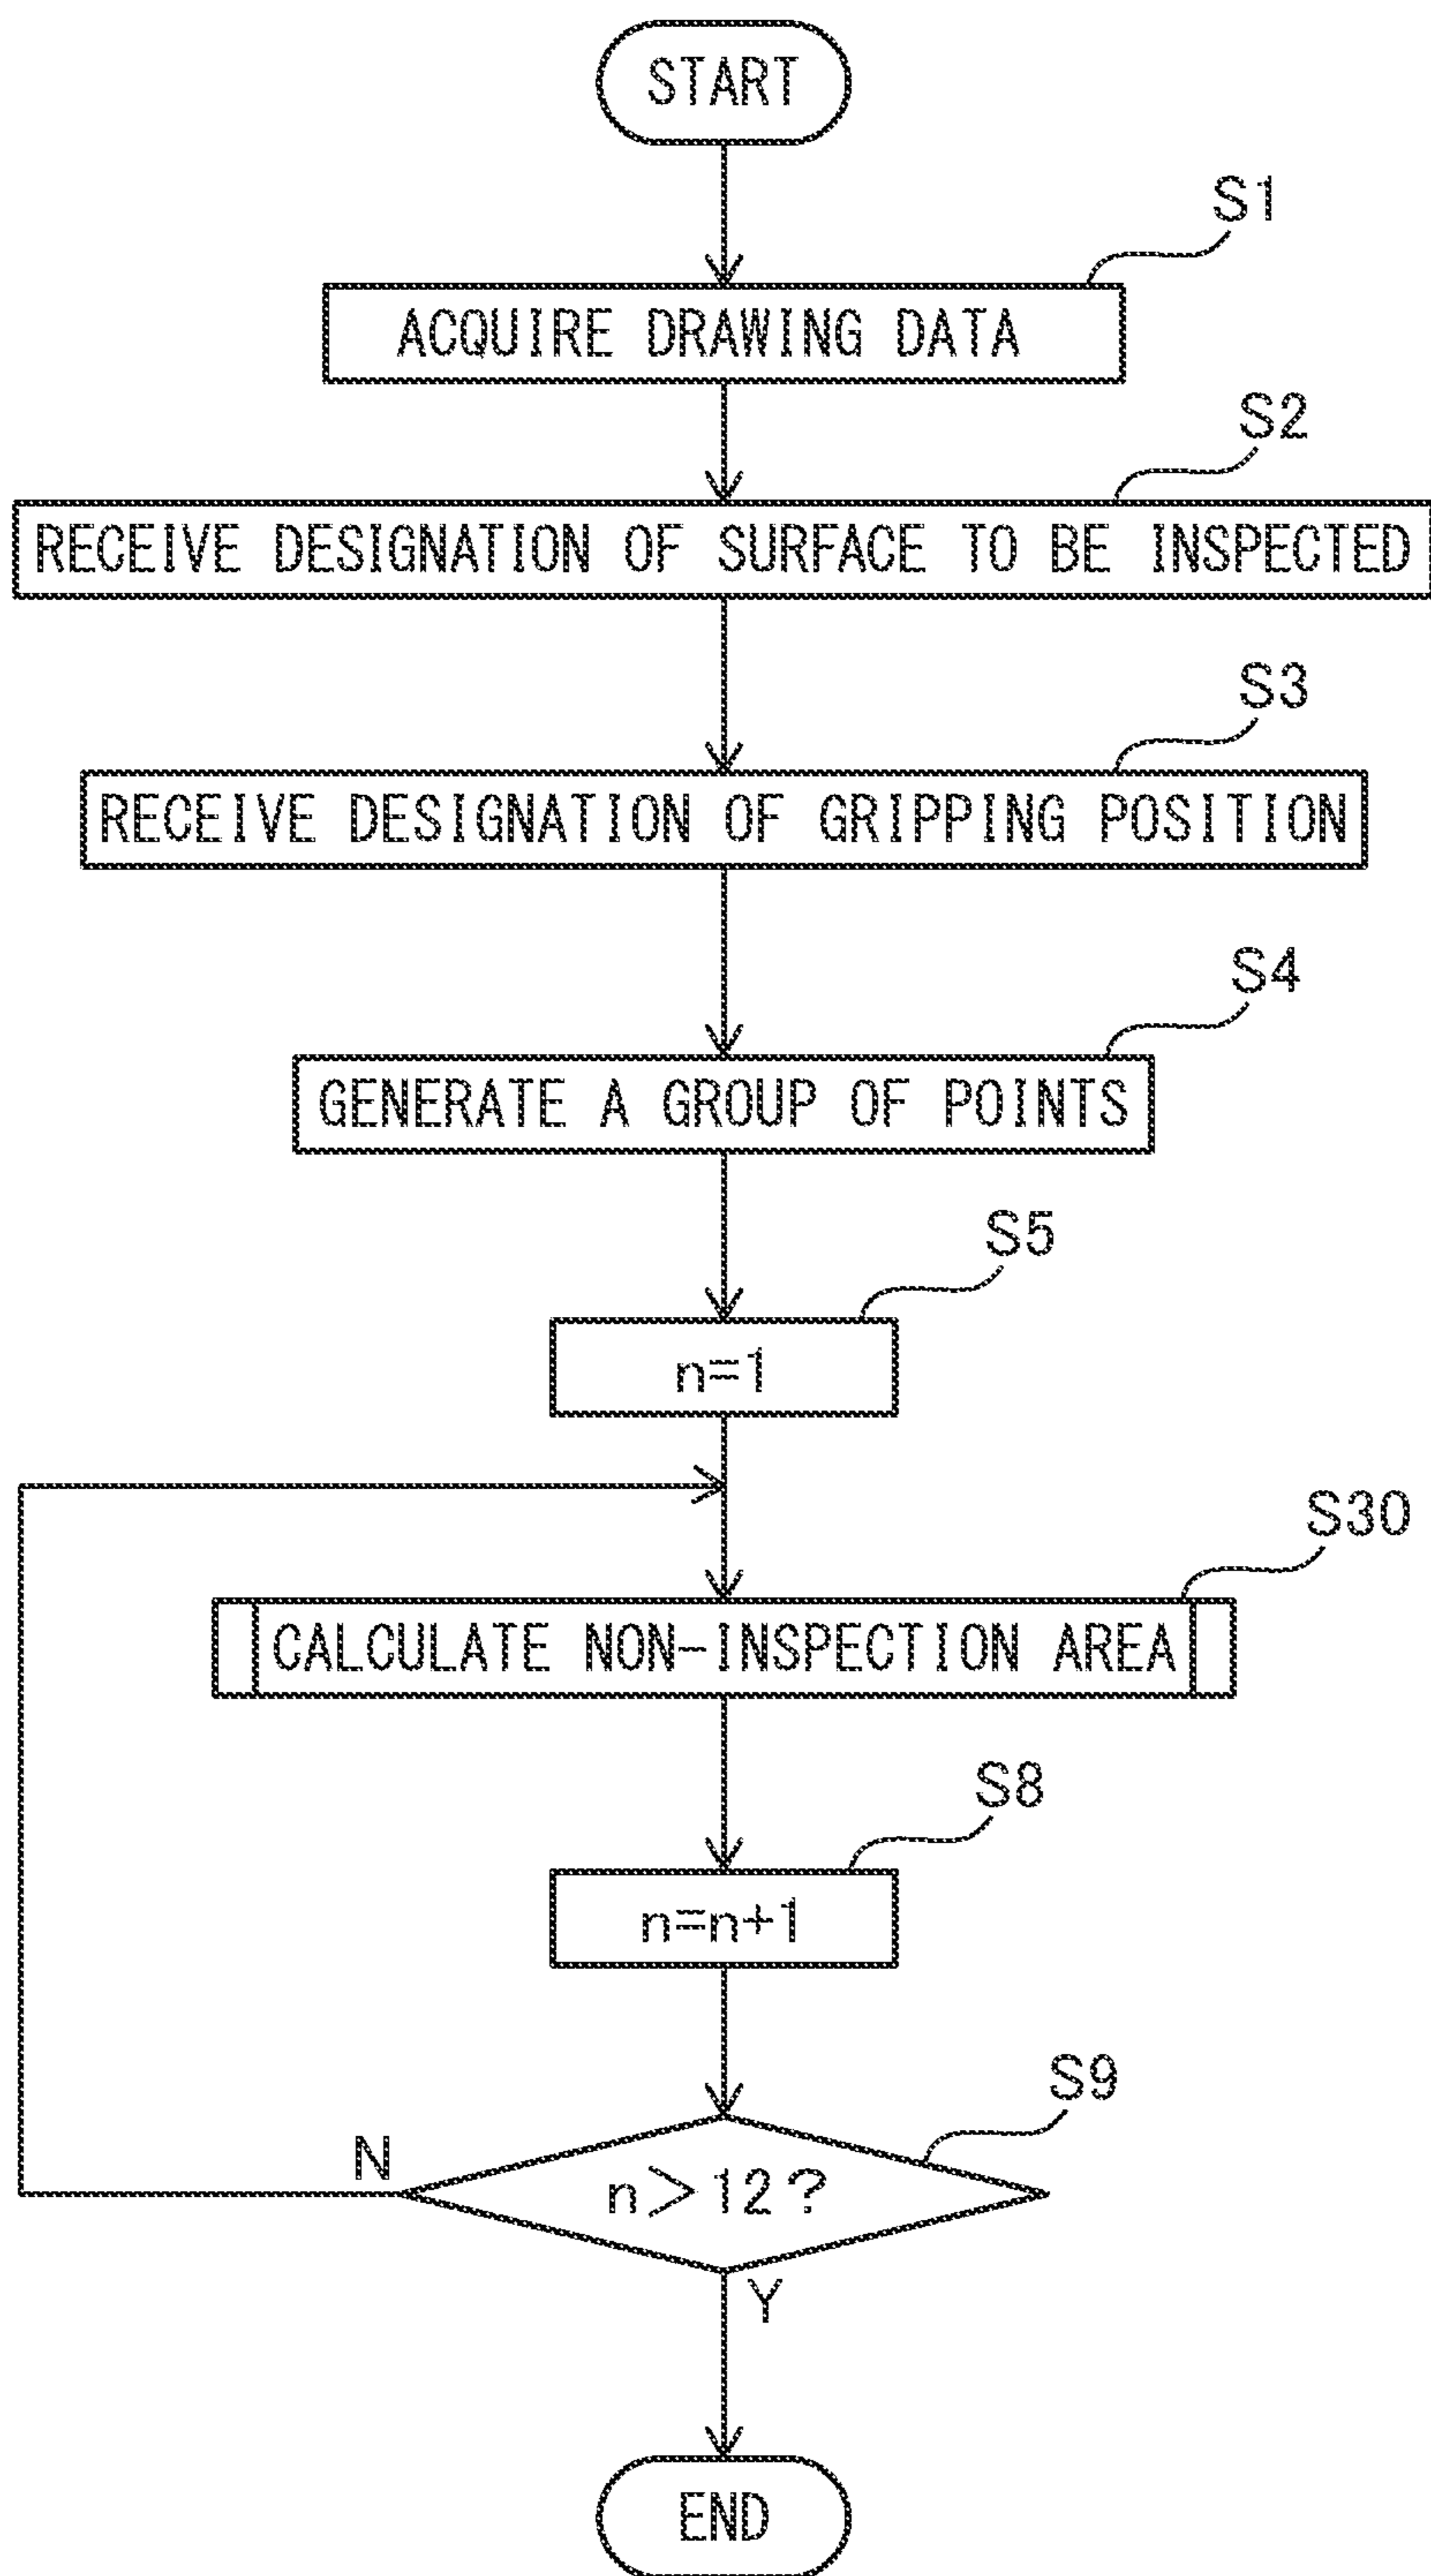 START
S1
ACQUIRE DRAWING DATA
S2
RECEIVE DESIGNATION OF SURFACE TO BE INSPECTED
S3
RECEIVE DESIGNATION OF GRIPPING POSITION
S4
GENERATE A GROUP OF POINTS
S5
n=1
S30
CALCULATE NON-INSPECTION AREA
S8
n=n+1
S9
N
n>12?
Y
END